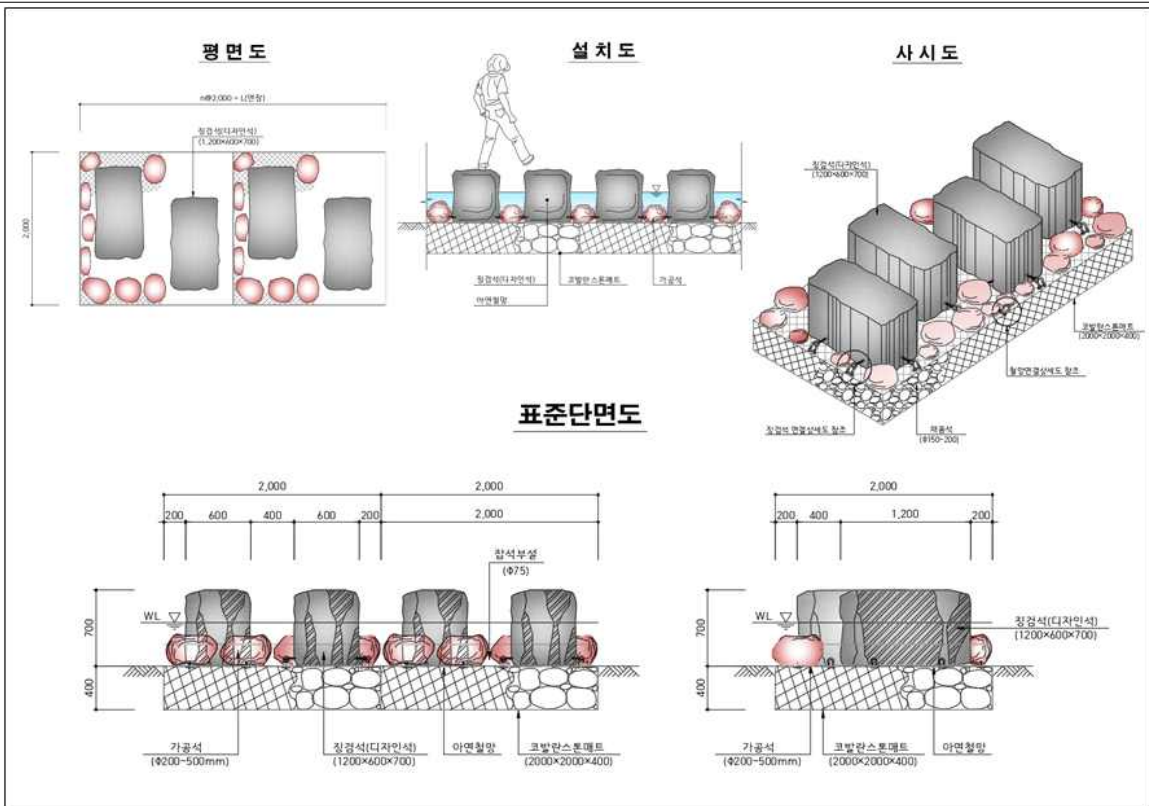 평 면 도
n@2,000 = L(연장)
징검석(디자인석)
(1,200×600×700)
2,000
설 치 도
징검석(디자인석)
코발란스톤매트
가공석
아연철망
사 시 도
징검석(디자인석)
(1200×600×700)
코발란스톤매트
(2000×2000×400)
철망연결상세도 참조
징검석 연결상세도 참조
채움석
(Φ150~200)
표준단면도
2,000
2,000
200
600
400
600
200
2,000
잡석부설
(Φ75)
WL
700
400
가공석
(Φ200~500mm)
징검석(디자인석)
(1200×600×700)
아연철망
코발란스톤매트
(2000×2000×400)
2,000
200
400
1,200
200
WL
700
400
징검석(디자인석)
(1200×600×700)
가공석
(Φ200~500mm)
코발란스톤매트
(2000×2000×400)
아연철망